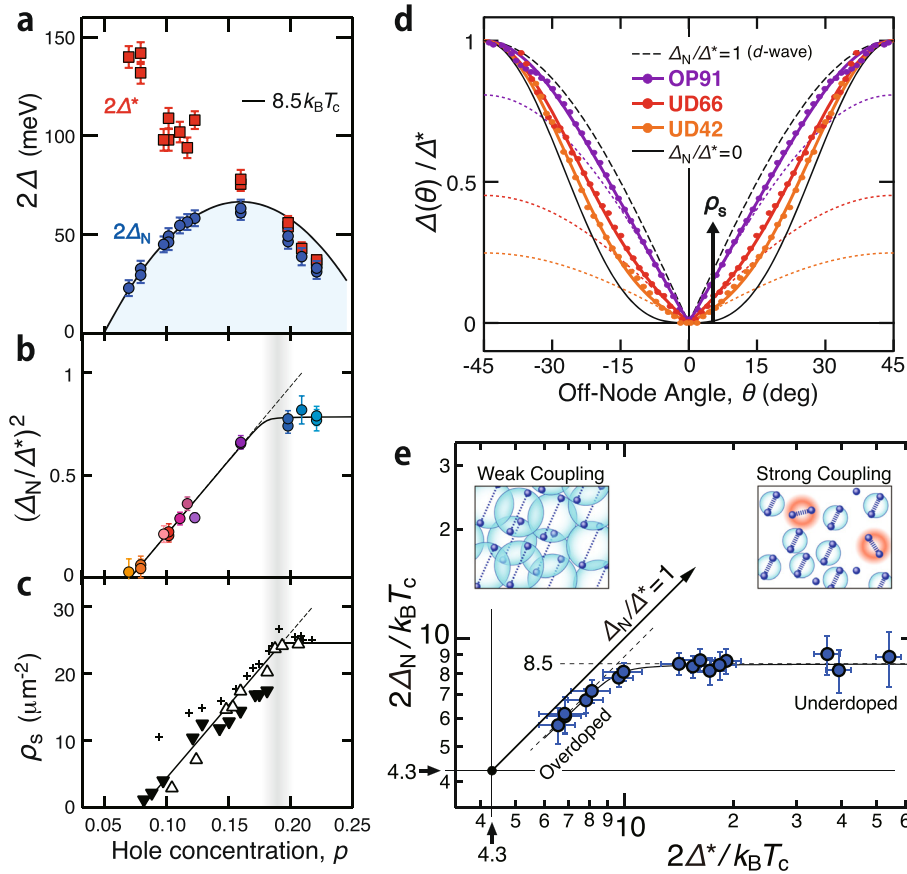 a
150
100
50
0
2Δ (meV)
2Δ*
8.5kBTc
2ΔN
b
1
0.5
0
(ΔN/Δ*)²
c
30
20
10
0
ρs (μm⁻²)
0.05 0.10 0.15 0.20 0.25
Hole concentration, p
d
1
0.5
0
Δ(θ) / Δ*
ΔN/Δ*=1 (d-wave)
OP91
UD66
UD42
ΔN/Δ*=0
ρs
-45 -30 -15 0 15 30 45
Off-Node Angle, θ (deg)
e
3
2
10
9
8
7
6
5
4
2ΔN/kBTc
Weak Coupling
Strong Coupling
ΔN/Δ*=1
8.5
Overdoped
Underdoped
4.3
4 5 6 7 8 9 10 2 3 4 5 6
4.3
2Δ*/kBTc